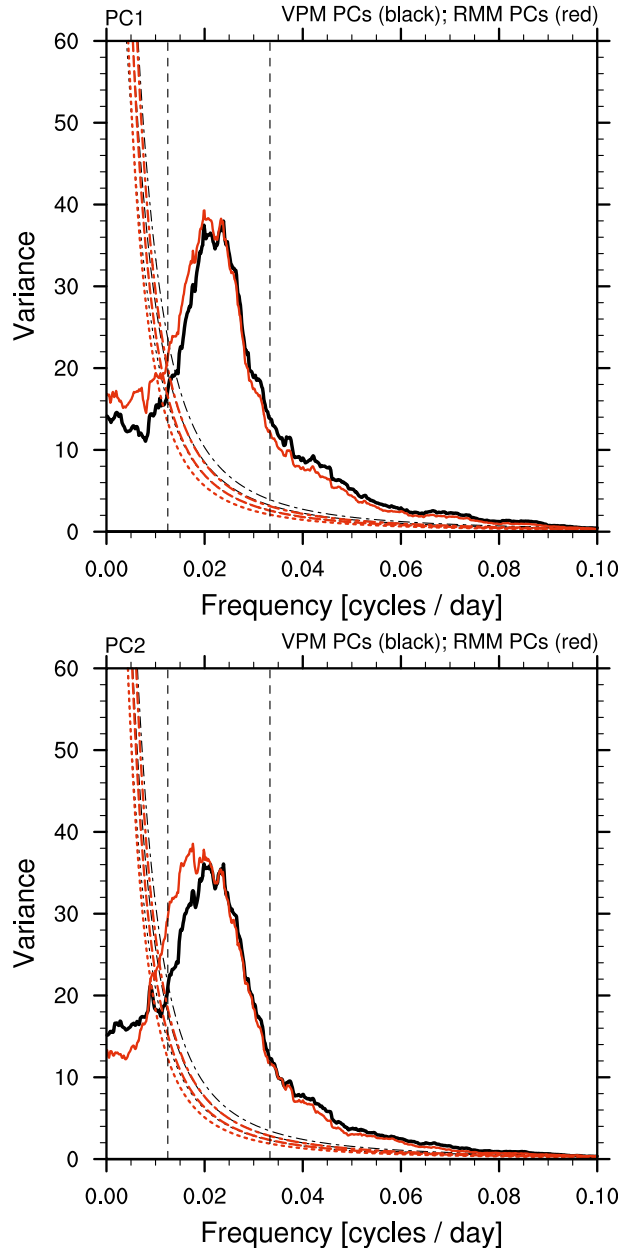 PC1 VPM PCs (black); RMM PCs (red)
60
50
40
30
20
10
0
Variance
0.00 0.02 0.04 0.06 0.08 0.10
Frequency [cycles / day]
PC2 VPM PCs (black); RMM PCs (red)
60
50
40
30
20
10
0
Variance
0.00 0.02 0.04 0.06 0.08 0.10
Frequency [cycles / day]